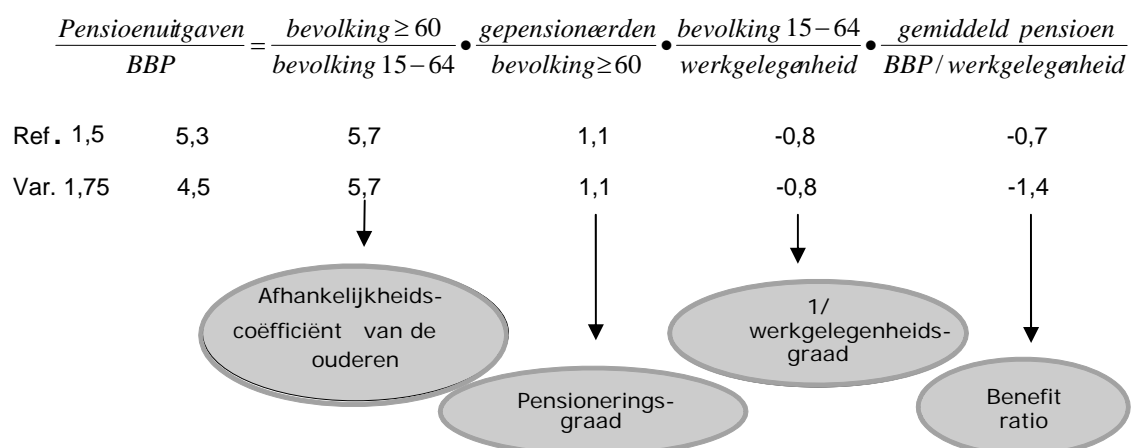 Pensioenuitgaven / BBP = bevolking ≥ 60 / bevolking 15−64 • gepensioneerden / bevolking≥60 • bevolking 15−64 / werkgelegenheid • gemiddeld pensioen / BBP/ werkgelegenheid
Ref. 1,5 5,3 5,7 1,1 -0,8 -0,7
Var. 1,75 4,5 5,7 1,1 -0,8 -1,4
Afhankelijkheids-
coëfficiënt van de
ouderen
Pensionerings-
graad
1/
werkgelegenheids-
graad
Benefit
ratio